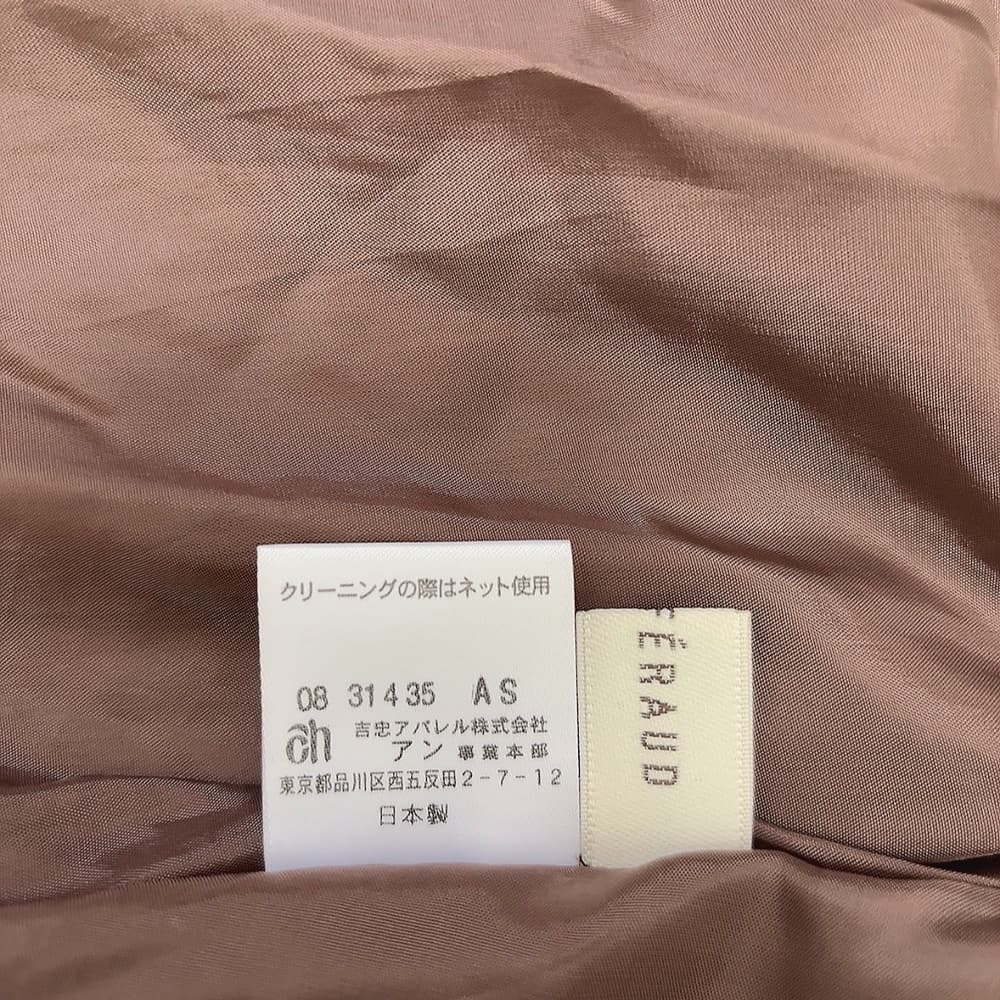 クリーニングの際はネット使用
08 31435 AS
ah 吉忠アパレル株式会社
アン 事業本部
東京都品川区西五反田2-7-12
日本製
FÉRAUD